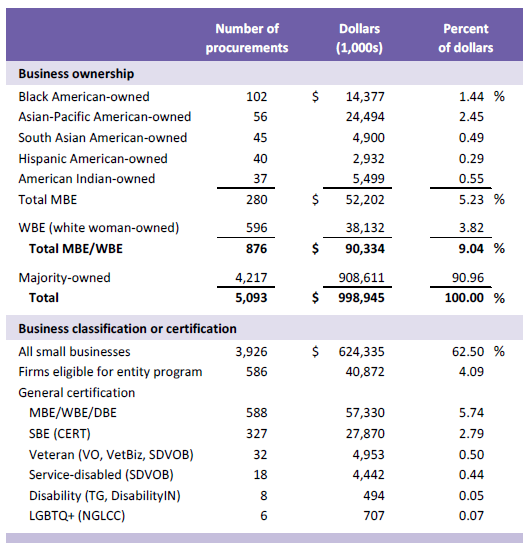 Number of Dollars Percent
procurements (1,000s) of dollars
Business ownership
Black American-owned 102 $ 14,377 1.44 %
Asian-Pacific American-owned 56 24,494 2.45
South Asian American-owned 45 4,900 0.49
Hispanic American-owned 40 2,932 0.29
American Indian-owned 37 5,499 0.55
Total MBE 280 $ 52,202 5.23 %
WBE (white woman-owned) 596 38,132 3.82
Total MBE/WBE 876 $ 90,334 9.04 %
Majority-owned 4,217 908,611 90.96
Total 5,093 $ 998,945 100.00 %
Business classification or certification
All small businesses 3,926 $ 624,335 62.50 %
Firms eligible for entity program 586 40,872 4.09
General certification
MBE/WBE/DBE 588 57,330 5.74
SBE (CERT) 327 27,870 2.79
Veteran (VO, VetBiz, SDVOB) 32 4,953 0.50
Service-disabled (SDVOB) 18 4,442 0.44
Disability (TG, DisabilityIN) 8 494 0.05
LGBTQ+ (NGLCC) 6 707 0.07